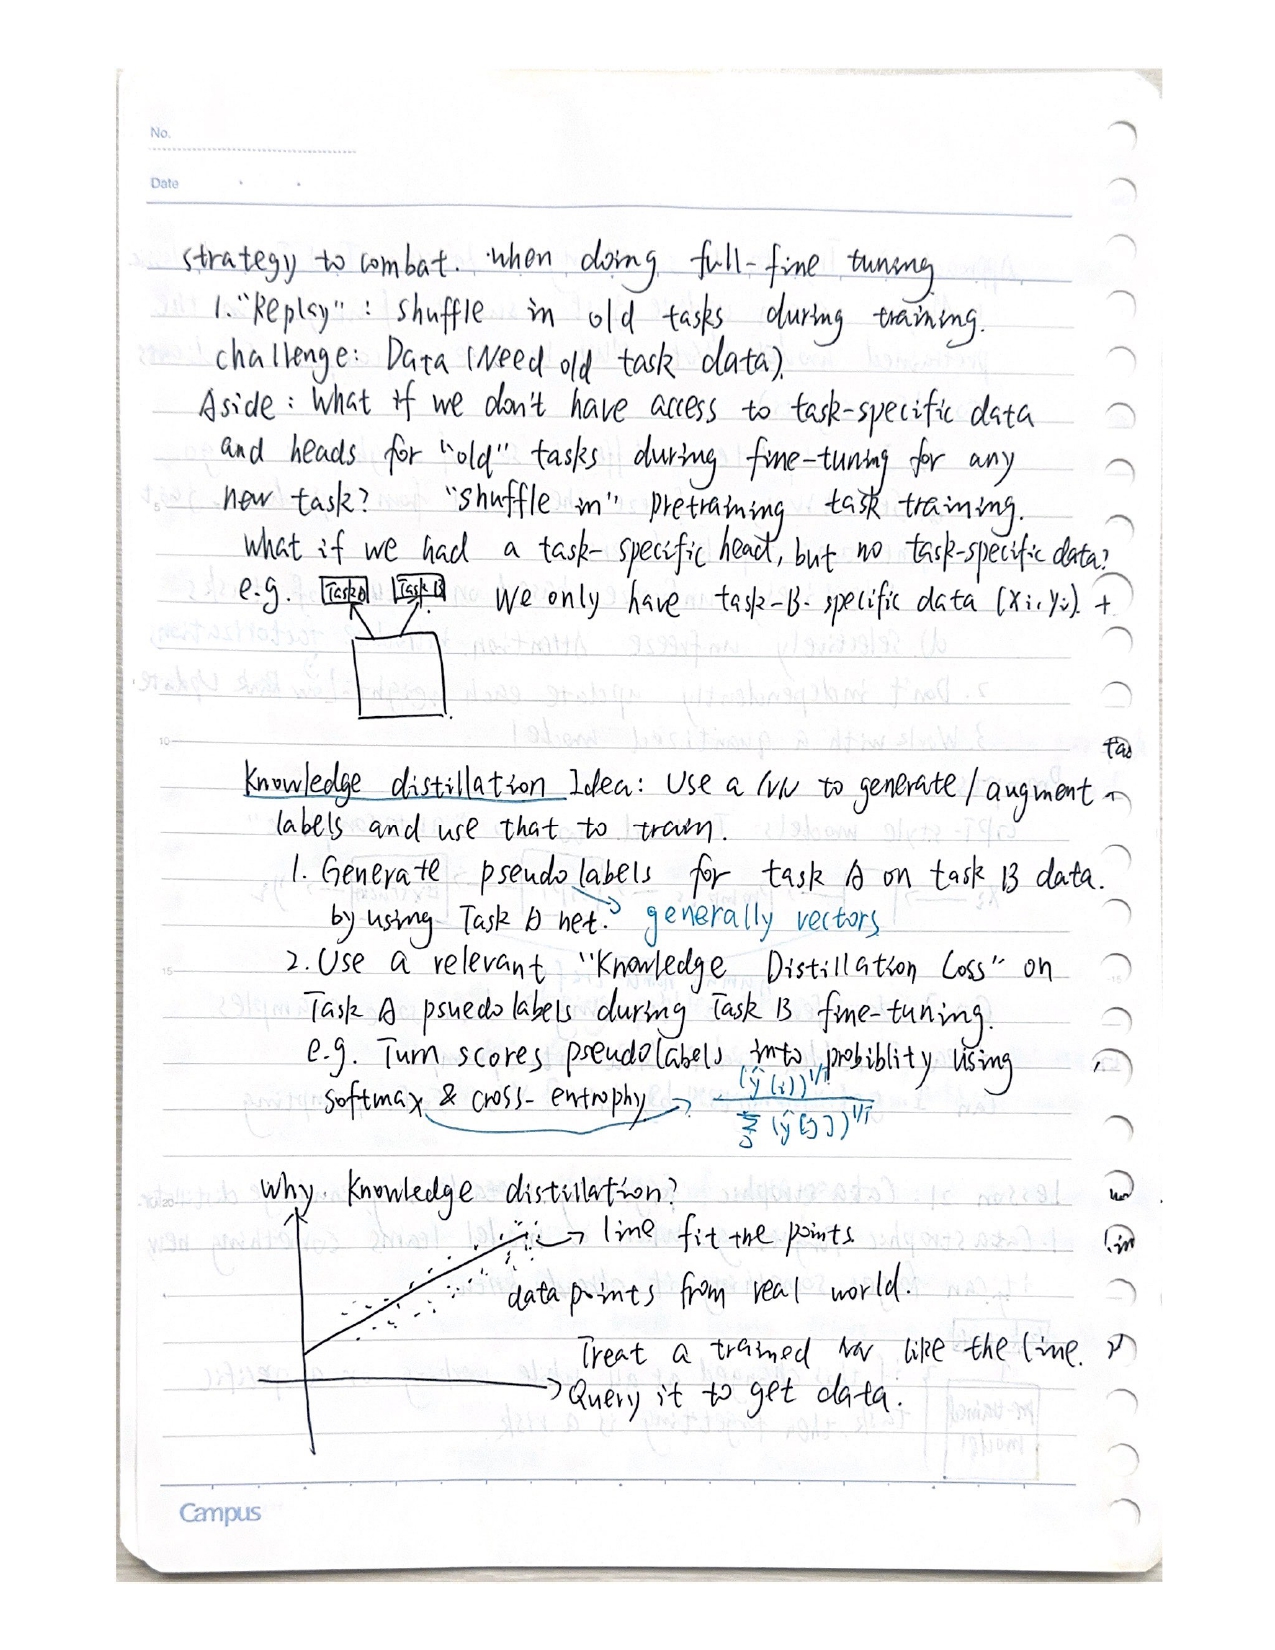 No.
Date
strategy to combat. when doing full-fine tuning
1. "Replay" : shuffle in old tasks during training.
challenge: Data (Need old task data).
Aside : What if we don't have access to task-specific data
and heads for "old" tasks during fine-tuning for any
new task? "shuffle in" pretraining task training.
What if we had a task-specific head, but no task-specific data?
e.g. Task A Task B We only have task-B-specific data (xi, yi). +
tas
Knowledge distillation Idea: Use a NN to generate / augment
labels and use that to train.
1. Generate pseudo labels for task A on task B data.
by using Task A net. generally vectors
2. Use a relevant "Knowledge Distillation Loss" on
Task A psuedo labels during Task B fine-tuning.
e.g. Turn scores pseudolabels into probiblity using
softmax & cross-entrophy (ŷ(i))^1/T / Σj (ŷ[j])^1/T
Why Knowledge distillation?
line fit the points
data points from real world.
Treat a trained NN like the line.
Query it to get data.
Campus